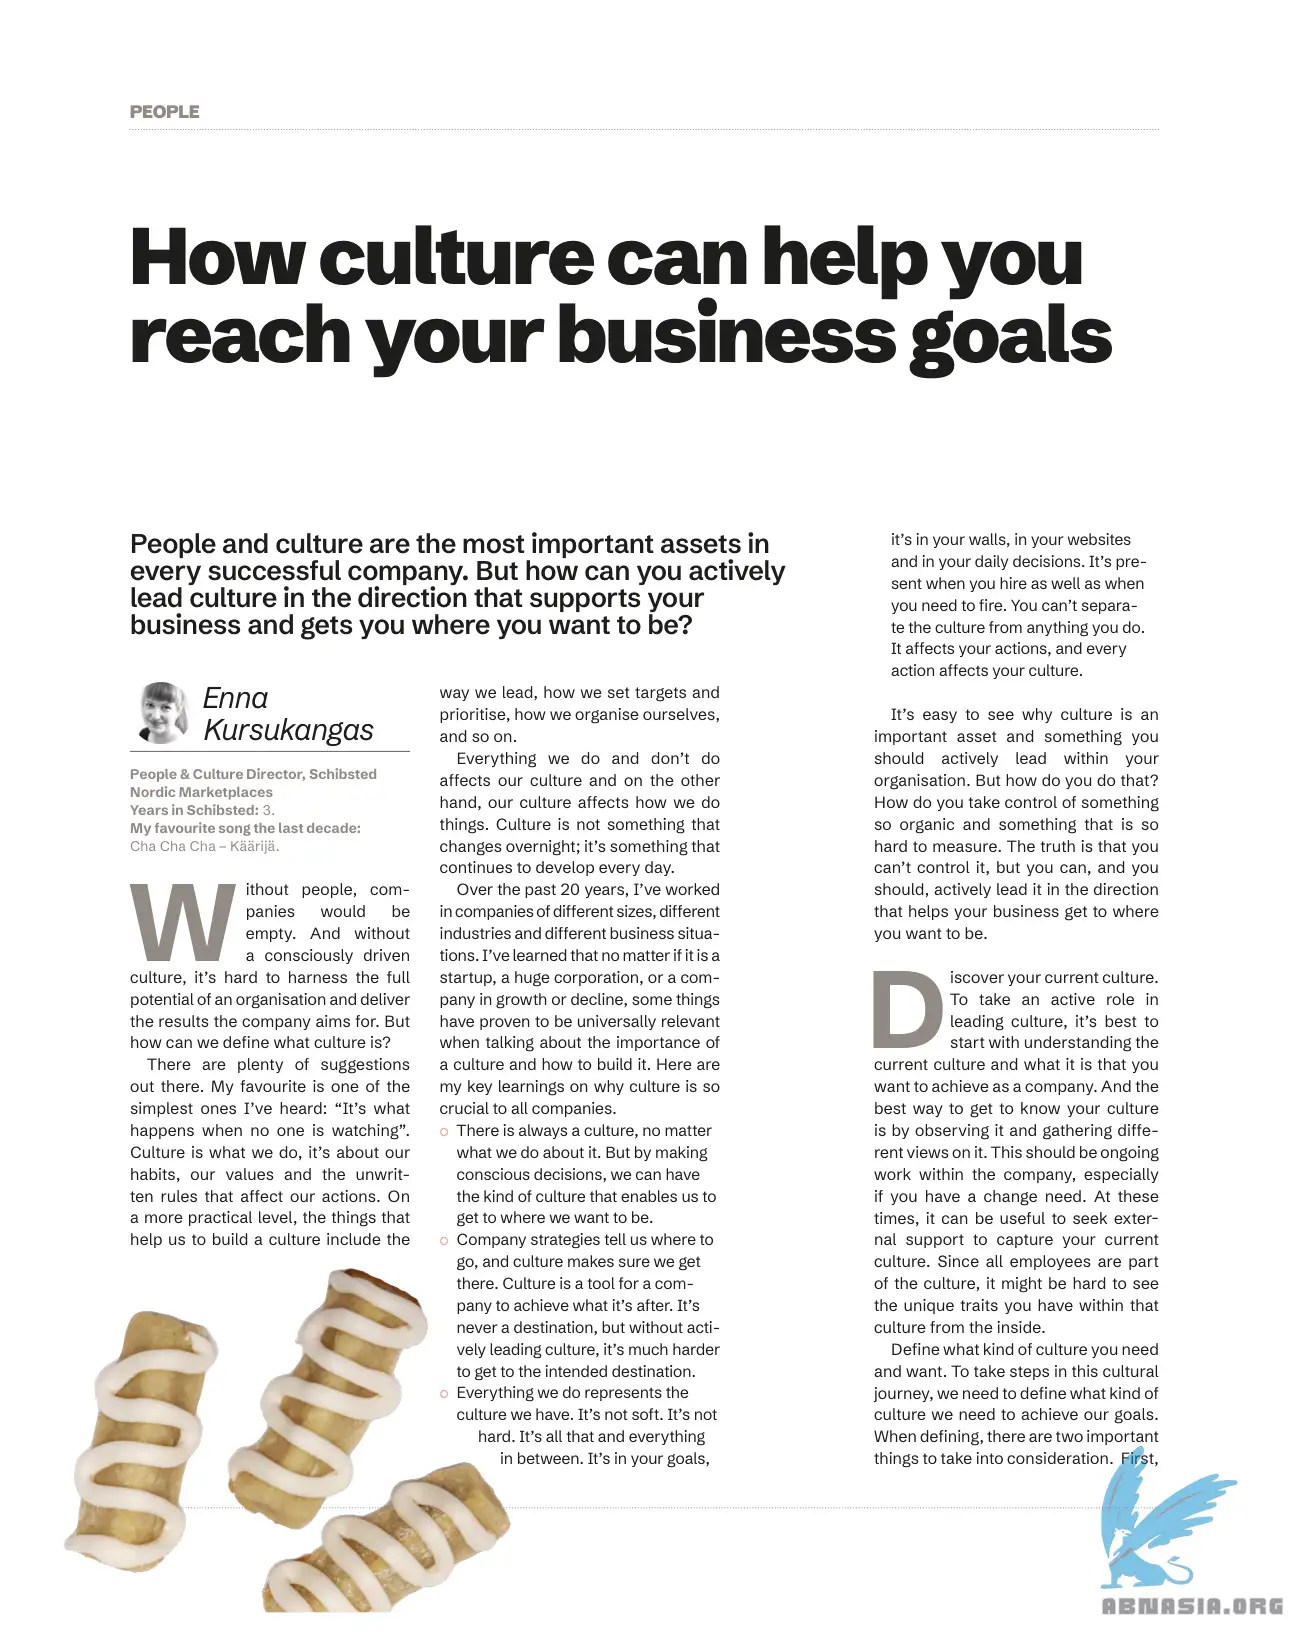 PEOPLE
How culture can help you
reach your business goals
People and culture are the most important assets in
every successful company. But how can you actively
lead culture in the direction that supports your
business and gets you where you want to be?
Enna
Kursukangas
People & Culture Director, Schibsted
Nordic Marketplaces
Years in Schibsted: 3.
My favourite song the last decade:
Cha Cha Cha – Käärijä.
Without people, com-
panies would be
empty. And without
a consciously driven
culture, it’s hard to harness the full
potential of an organisation and deliver
the results the company aims for. But
how can we define what culture is?
There are plenty of suggestions
out there. My favourite is one of the
simplest ones I’ve heard: “It’s what
happens when no one is watching”.
Culture is what we do, it’s about our
habits, our values and the unwrit-
ten rules that affect our actions. On
a more practical level, the things that
help us to build a culture include the
way we lead, how we set targets and
prioritise, how we organise ourselves,
and so on.
Everything we do and don’t do
affects our culture and on the other
hand, our culture affects how we do
things. Culture is not something that
changes overnight; it’s something that
continues to develop every day.
Over the past 20 years, I’ve worked
in companies of different sizes, different
industries and different business situa-
tions. I’ve learned that no matter if it is a
startup, a huge corporation, or a com-
pany in growth or decline, some things
have proven to be universally relevant
when talking about the importance of
a culture and how to build it. Here are
my key learnings on why culture is so
crucial to all companies.
○ There is always a culture, no matter
what we do about it. But by making
conscious decisions, we can have
the kind of culture that enables us to
get to where we want to be.
○ Company strategies tell us where to
go, and culture makes sure we get
there. Culture is a tool for a com-
pany to achieve what it’s after. It’s
never a destination, but without acti-
vely leading culture, it’s much harder
to get to the intended destination.
○ Everything we do represents the
culture we have. It’s not soft. It’s not
hard. It’s all that and everything
in between. It’s in your goals,
it’s in your walls, in your websites
and in your daily decisions. It’s pre-
sent when you hire as well as when
you need to fire. You can’t separa-
te the culture from anything you do.
It affects your actions, and every
action affects your culture.
It’s easy to see why culture is an
important asset and something you
should actively lead within your
organisation. But how do you do that?
How do you take control of something
so organic and something that is so
hard to measure. The truth is that you
can’t control it, but you can, and you
should, actively lead it in the direction
that helps your business get to where
you want to be.
Discover your current culture.
To take an active role in
leading culture, it’s best to
start with understanding the
current culture and what it is that you
want to achieve as a company. And the
best way to get to know your culture
is by observing it and gathering diffe-
rent views on it. This should be ongoing
work within the company, especially
if you have a change need. At these
times, it can be useful to seek exter-
nal support to capture your current
culture. Since all employees are part
of the culture, it might be hard to see
the unique traits you have within that
culture from the inside.
Define what kind of culture you need
and want. To take steps in this cultural
journey, we need to define what kind of
culture we need to achieve our goals.
When defining, there are two important
things to take into consideration. First,
ABNASIA.ORG